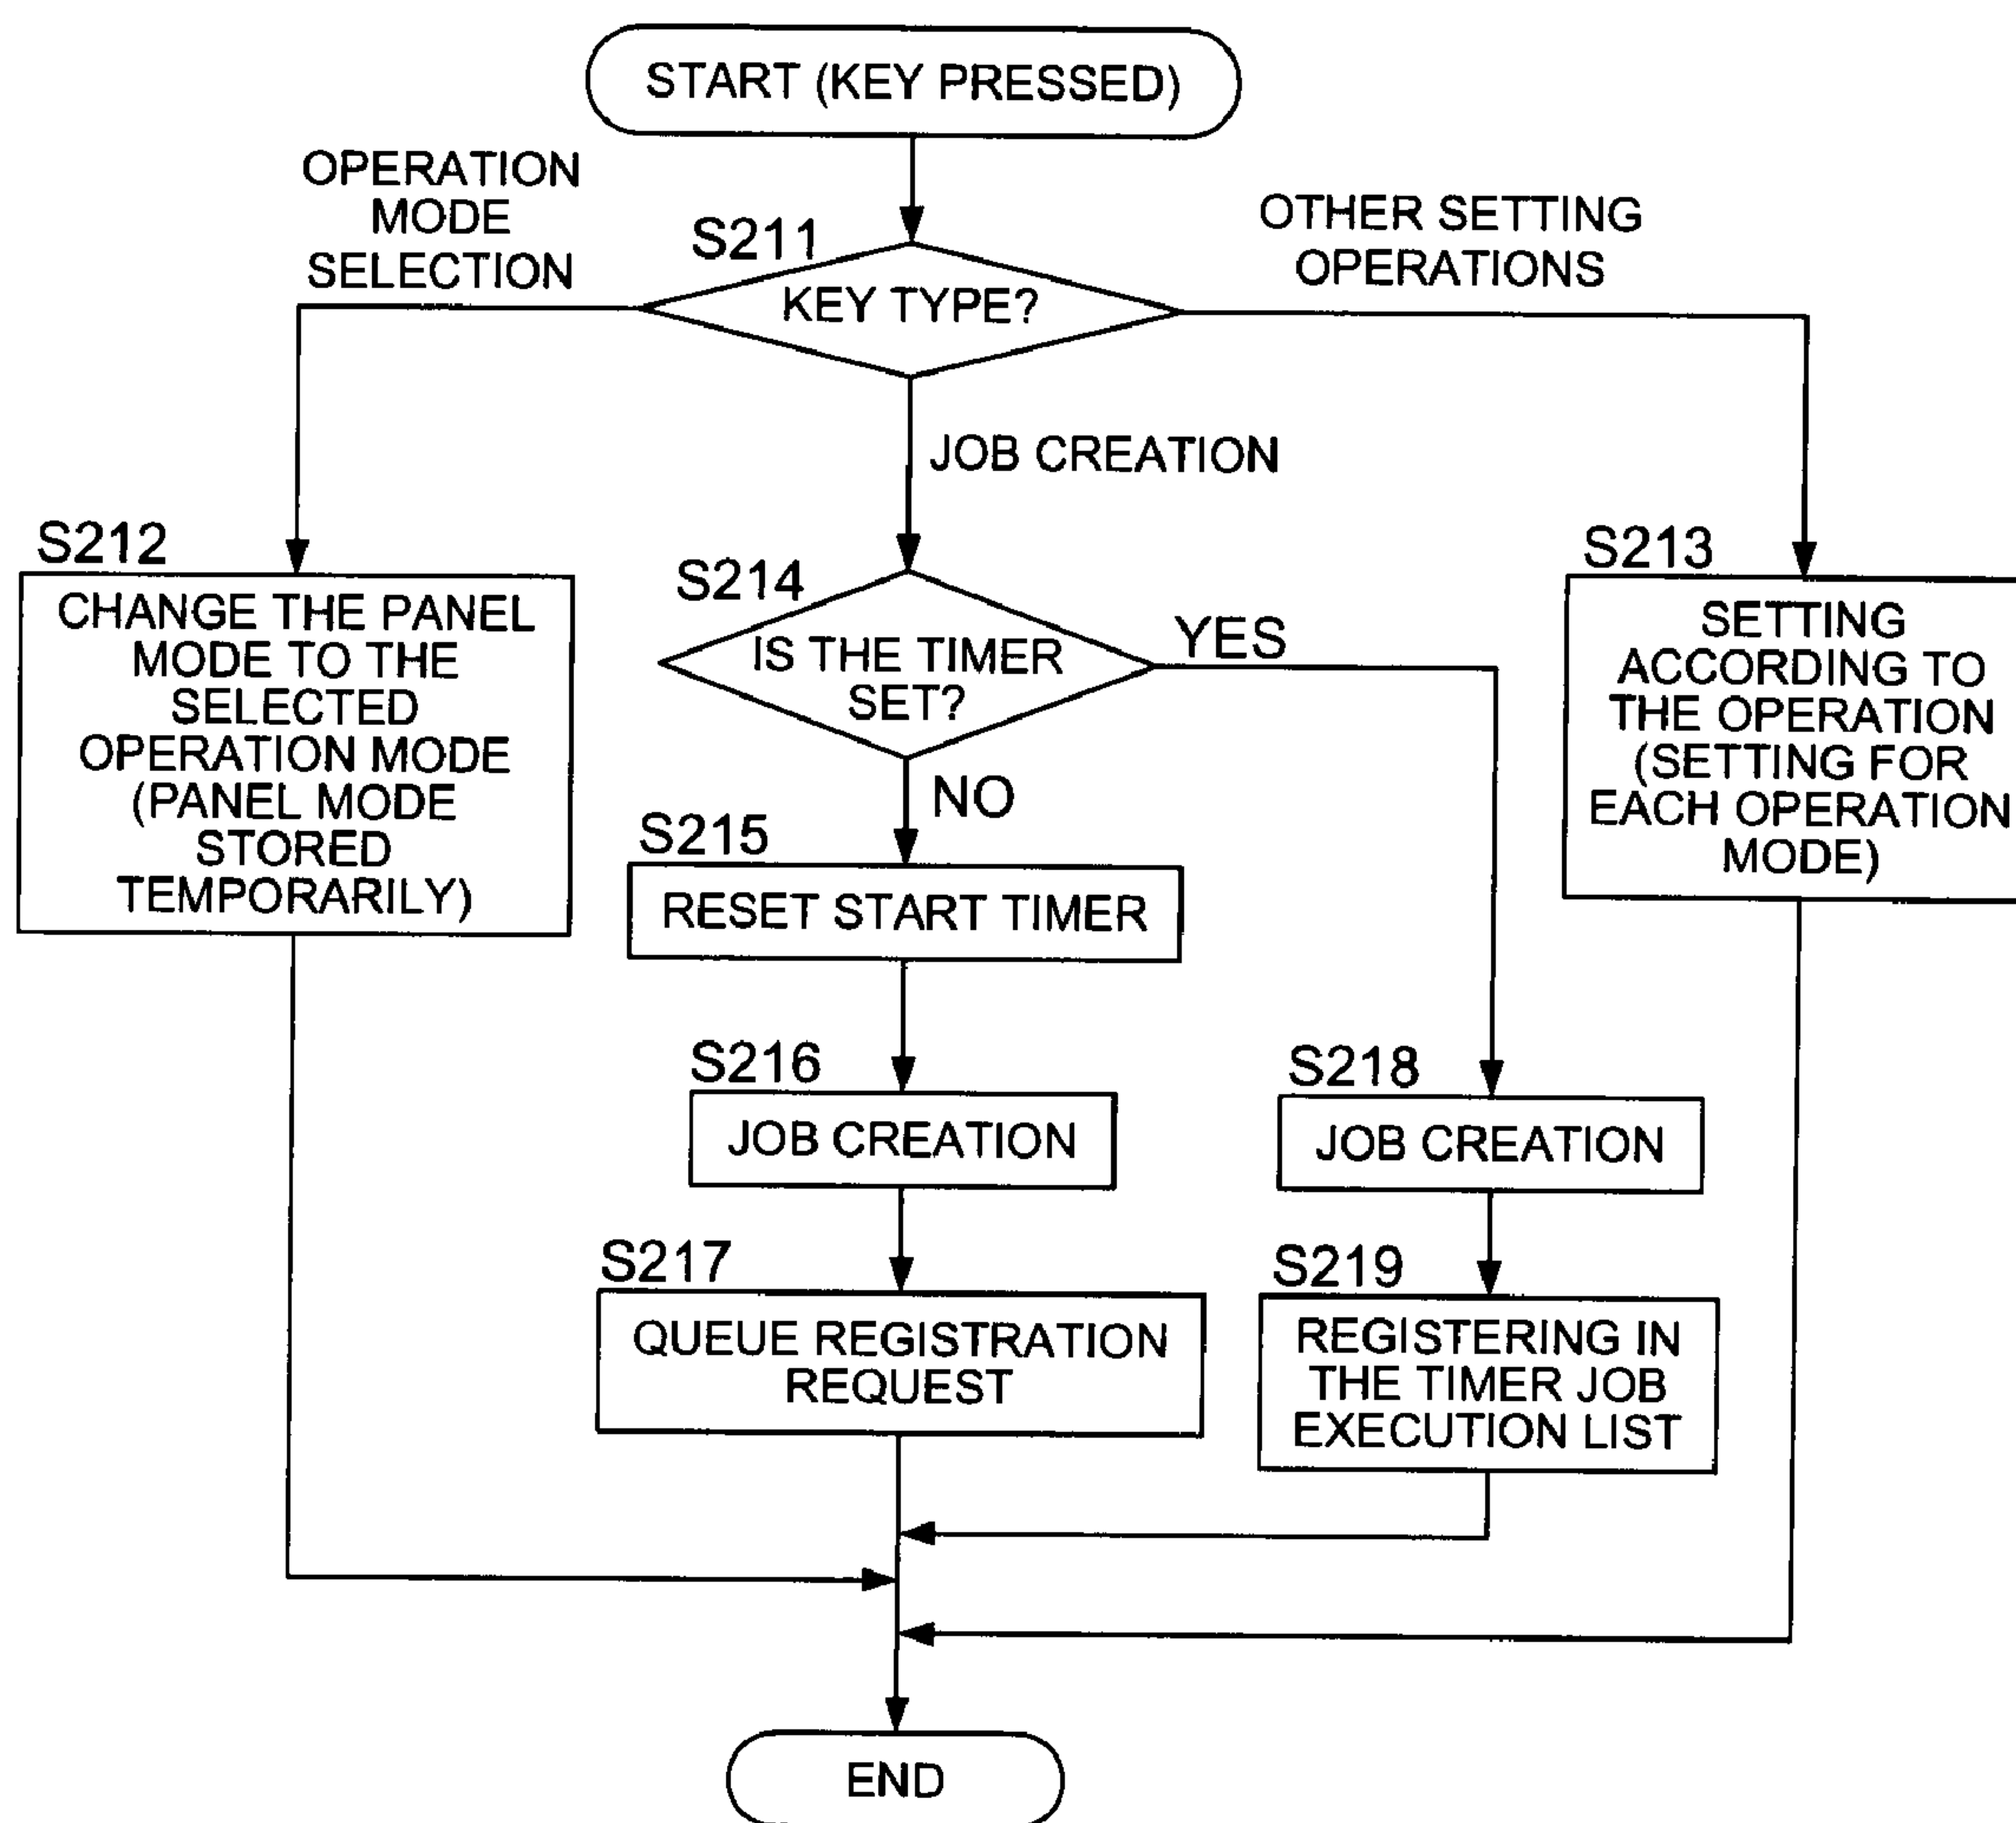 START (KEY PRESSED)
OPERATION
MODE
SELECTION
OTHER SETTING
OPERATIONS
S211
KEY TYPE?
JOB CREATION
S212
CHANGE THE PANEL
MODE TO THE
SELECTED
OPERATION MODE
(PANEL MODE
STORED
TEMPORARILY)
S214
IS THE TIMER
SET?
YES
NO
S213
SETTING
ACCORDING TO
THE OPERATION
(SETTING FOR
EACH OPERATION
MODE)
S215
RESET START TIMER
S216
JOB CREATION
S218
JOB CREATION
S217
QUEUE REGISTRATION
REQUEST
S219
REGISTERING IN
THE TIMER JOB
EXECUTION LIST
END